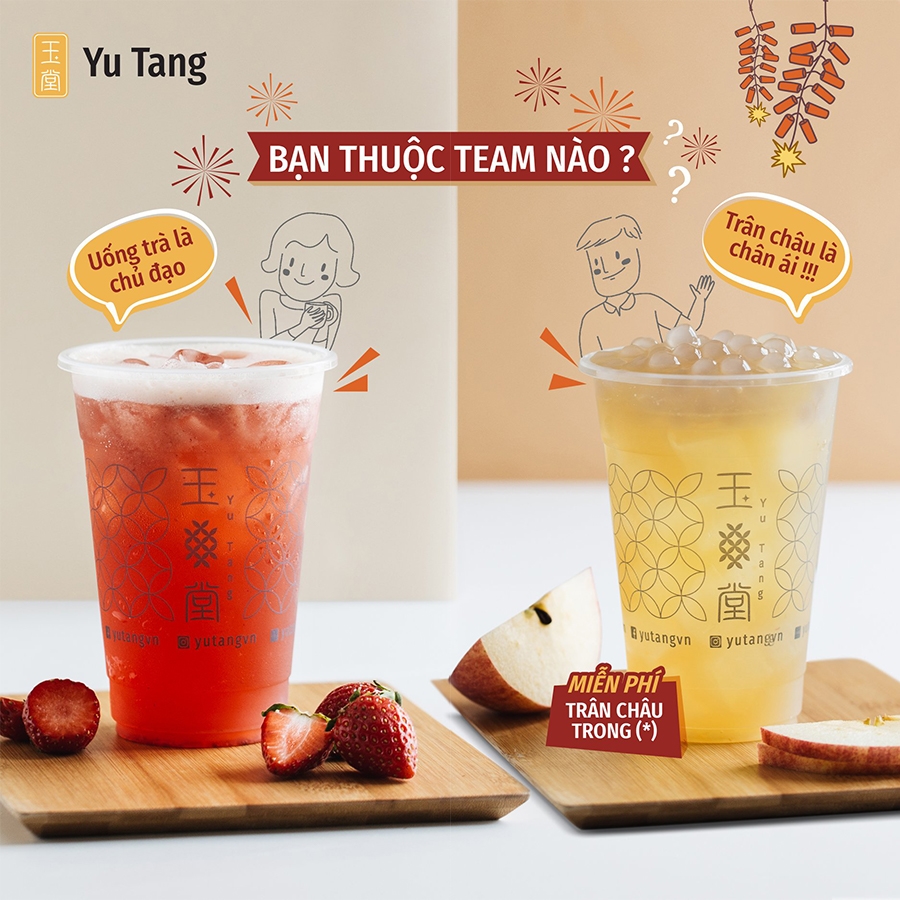 玉堂
Yu Tang
BẠN THUỘC TEAM NÀO ?
? ?
Uống trà là
chủ đạo
Trân châu là
chân ái !!!
玉堂
Yu Tang
yutangvn
yutangvn
玉堂
Yu Tang
yutangvn
yutangvn
MIỄN PHÍ
TRÂN CHÂU
TRONG (*)